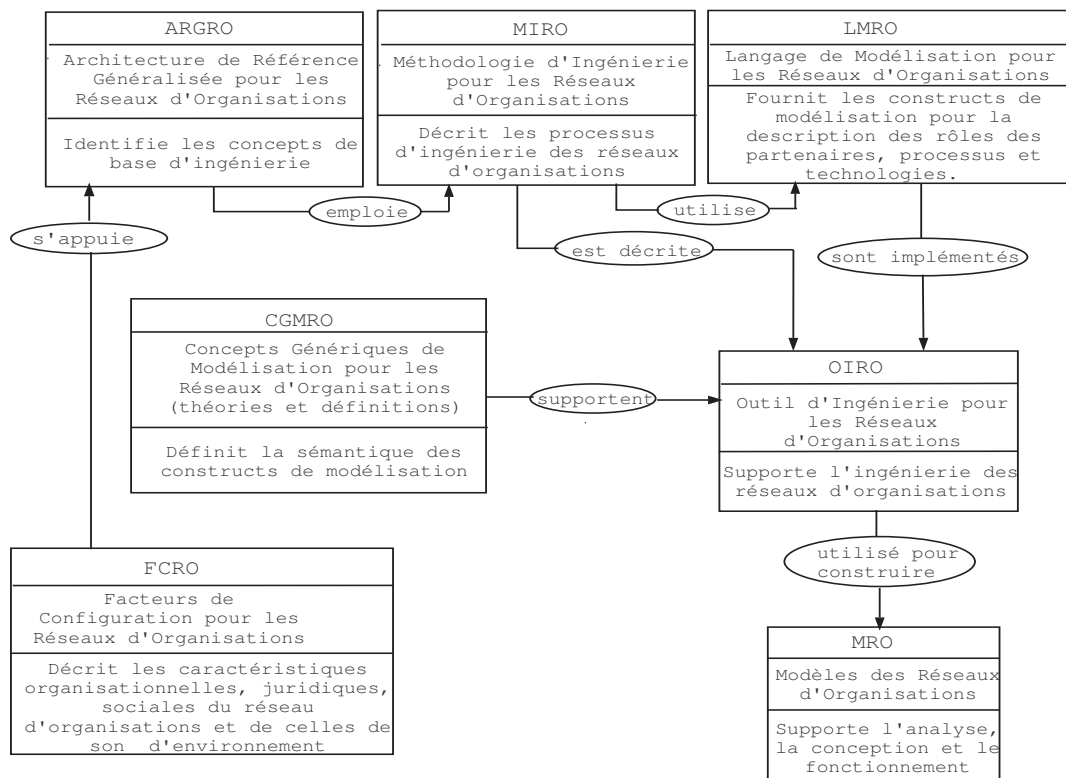 ARGRO
Architecture de Référence
Généralisée pour les
Réseaux d'Organisations
Identifie les concepts de
base d'ingénierie
MIRO
Méthodologie d'Ingénierie
pour les Réseaux
d'Organisations
Décrit les processus
d'ingénierie des réseaux
d'organisations
LMRO
Langage de Modélisation pour
les Réseaux d'Organisations
Fournit les constructs de
modélisation pour la
description des rôles des
partenaires, processus et
technologies.
emploie
utilise
s'appuie
est décrite
sont implémentés
CGMRO
Concepts Génériques de
Modélisation pour les
Réseaux d'Organisations
(théories et définitions)
Définit la sémantique des
constructs de modélisation
supportent
OIRO
Outil d'Ingénierie pour
les Réseaux
d'Organisations
Supporte l'ingénierie des
réseaux d'organisations
utilisé pour
construire
FCRO
Facteurs de
Configuration pour les
Réseaux d'Organisations
Décrit les caractéristiques
organisationnelles, juridiques,
sociales du réseau
d'organisations et de celles de
son d'environnement
MRO
Modèles des Réseaux
d'Organisations
Supporte l'analyse,
la conception et le
fonctionnement